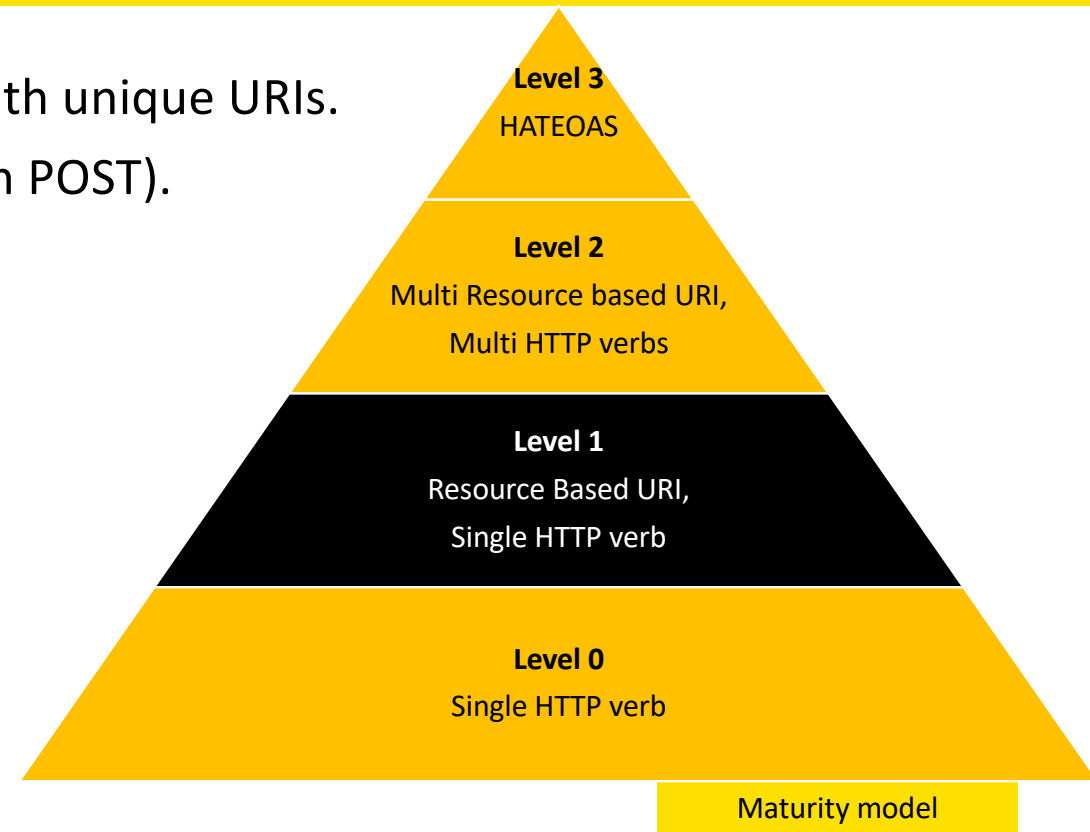 th unique URIs.
n POST).
Level 3
HATEOAS
Level 2
Multi Resource based URI,
Multi HTTP verbs
Level 1
Resource Based URI,
Single HTTP verb
Level 0
Single HTTP verb
Maturity model